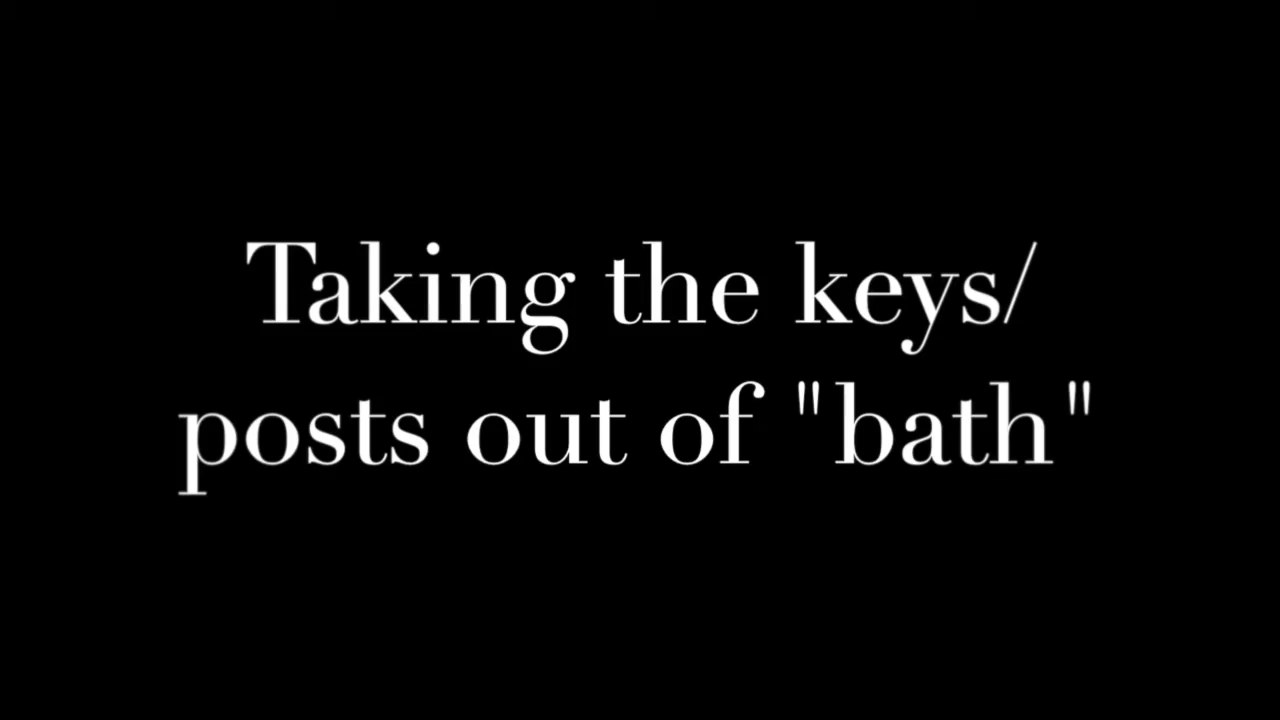 Taking the keys/
posts out of "bath"